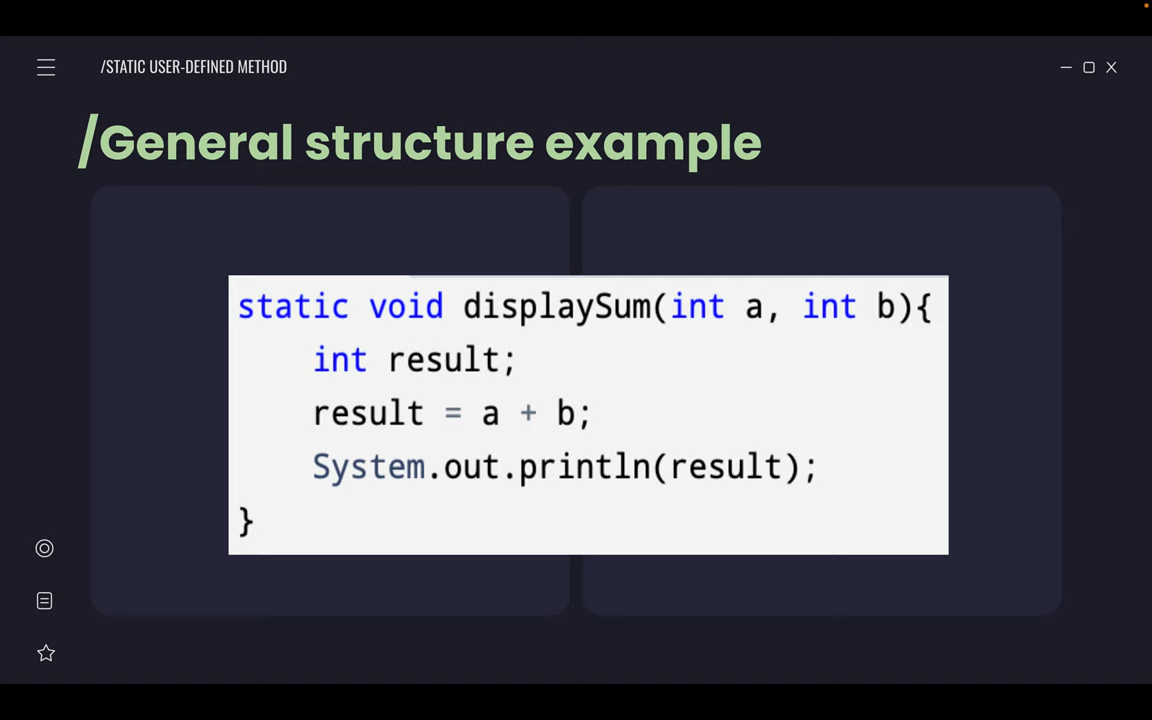 /STATIC USER-DEFINED METHOD
/General structure example
static void displaySum(int a, int b){
    int result;
    result = a + b;
    System.out.println(result);
}